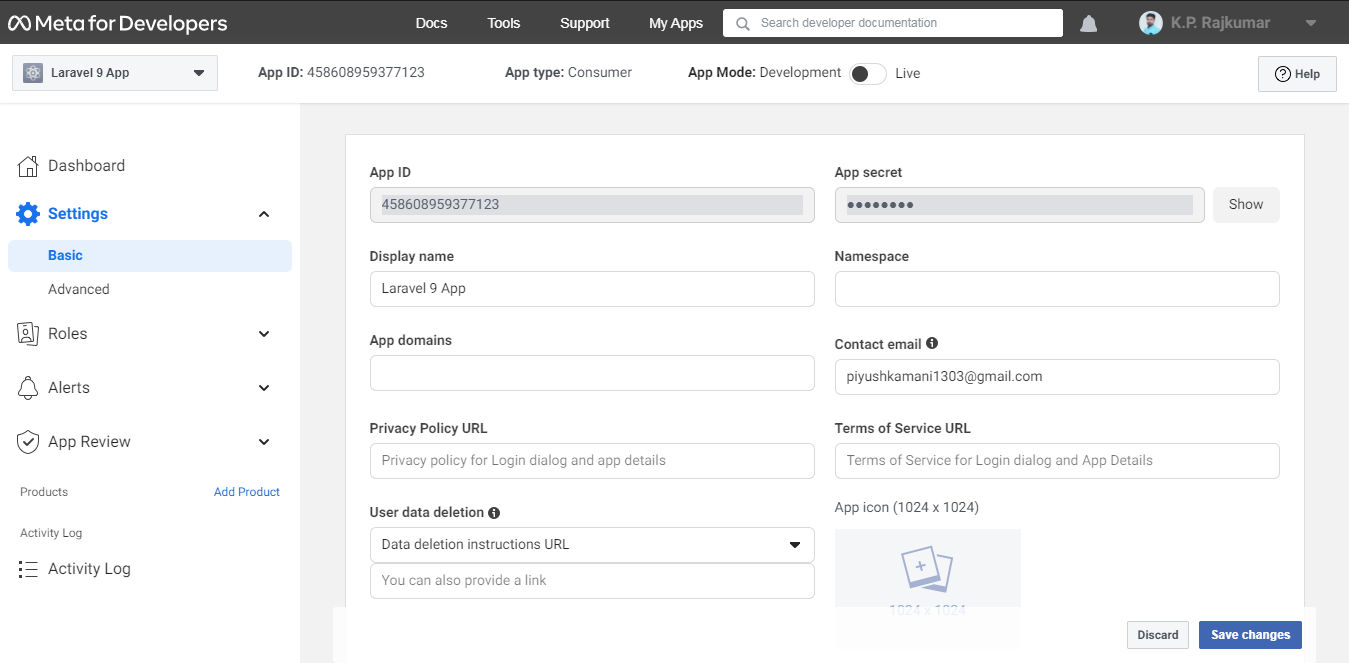 Meta for Developers
Docs
Tools
Support
My Apps
Search developer documentation
K.P. Rajkumar
Laravel 9 App
App ID: 458608959377123
App type: Consumer
App Mode: Development
Live
Help
Dashboard
Settings
Basic
Advanced
Roles
Alerts
App Review
Products
Add Product
Activity Log
Activity Log
App ID
458608959377123
App secret
●●●●●●●●
Show
Display name
Laravel 9 App
Namespace
App domains
Contact email
piyushkamani1303@gmail.com
Privacy Policy URL
Privacy policy for Login dialog and app details
Terms of Service URL
Terms of Service for Login dialog and App Details
User data deletion
Data deletion instructions URL
You can also provide a link
App icon (1024 x 1024)
1024 x 1024
Discard
Save changes